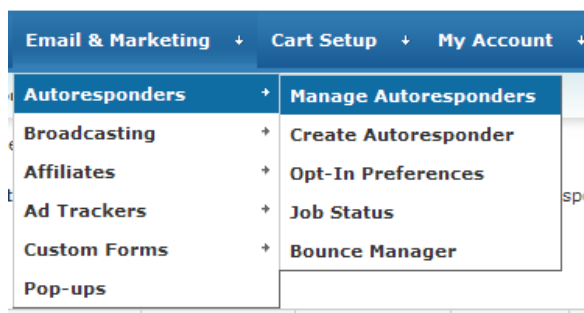 Email & Marketing Cart Setup My Account
Autoresponders
Broadcasting
Affiliates
Ad Trackers
Custom Forms
Pop-ups
Manage Autoresponders
Create Autoresponder
Opt-In Preferences
Job Status
Bounce Manager